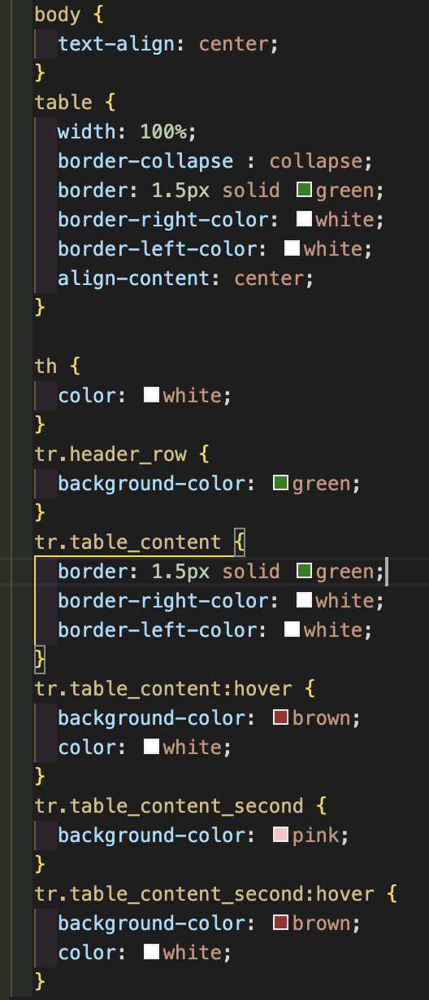 body {
text-align: center;
}
table {
width: 100%;
border-collapse : collapse;
border: 1.5px solid green;
border-right-color: white;
border-left-color: white;
align-content: center;
}
th {
color: white;
}
tr.header_row {
background-color: green;
}
tr.table_content {
border: 1.5px solid green;
border-right-color: white;
border-left-color: white;
}
tr.table_content:hover {
background-color: brown;
color: white;
}
tr.table_content_second {
background-color: pink;
}
tr.table_content_second:hover {
background-color: brown;
color: white;
}